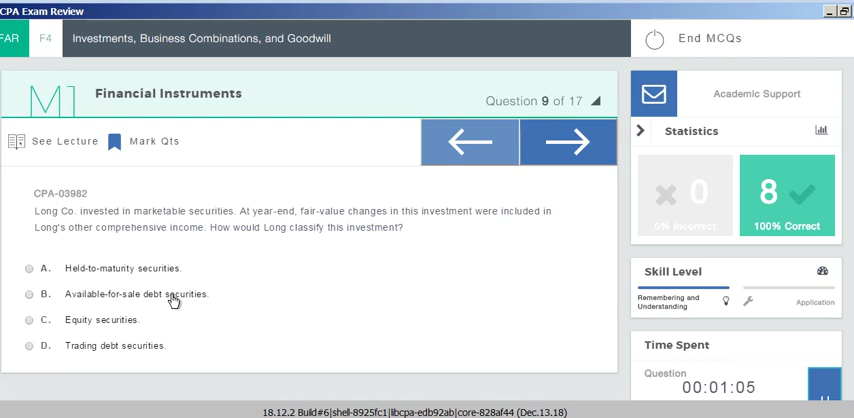 CPA Exam Review
FAR F4 Investments, Business Combinations, and Goodwill End MCQs
M1 Financial Instruments
Question 9 of 17
See Lecture Mark Qts
CPA-03982
Long Co. invested in marketable securities. At year-end, fair-value changes in this investment were included in
Long's other comprehensive income. How would Long classify this investment?
A. Held-to-maturity securities.
B. Available-for-sale debt securities.
C. Equity securities.
D. Trading debt securities.
Academic Support
Statistics
0 8
0% Incorrect 100% Correct
Skill Level
Remembering and
Understanding
Application
Time Spent
Question
00:01:05
18.12.2 Build#6|shell-8925fc1|libcpa-edb92ab|core-828af44 (Dec.13.18)